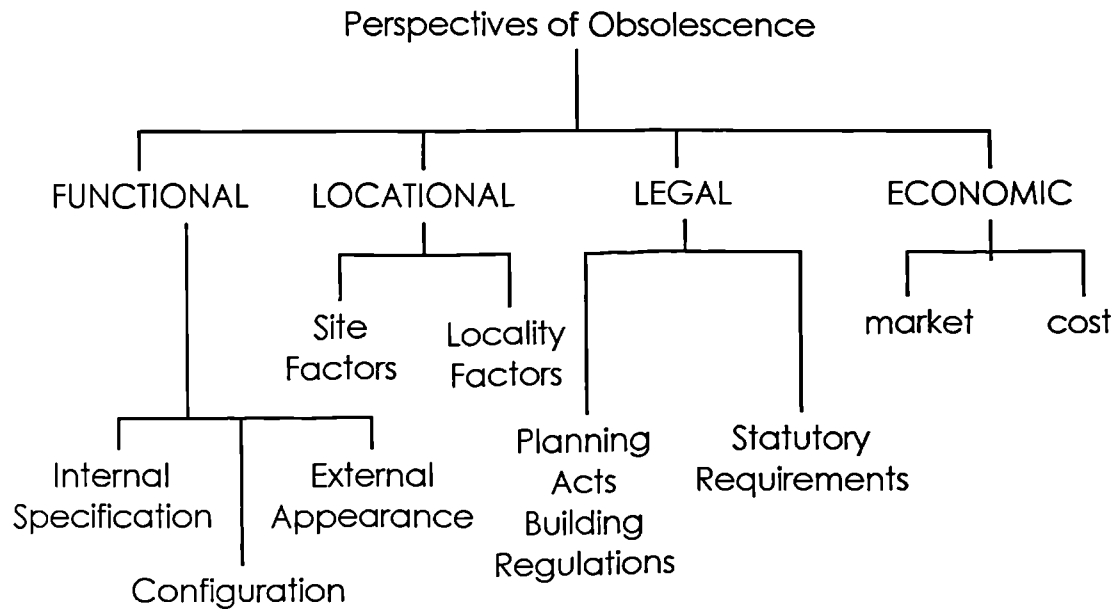 Perspectives of Obsolescence
FUNCTIONAL
LOCATIONAL
LEGAL
ECONOMIC
Site
Factors
Locality
Factors
market
cost
Internal
Specification
Configuration
External
Appearance
Planning
Acts
Building
Regulations
Statutory
Requirements